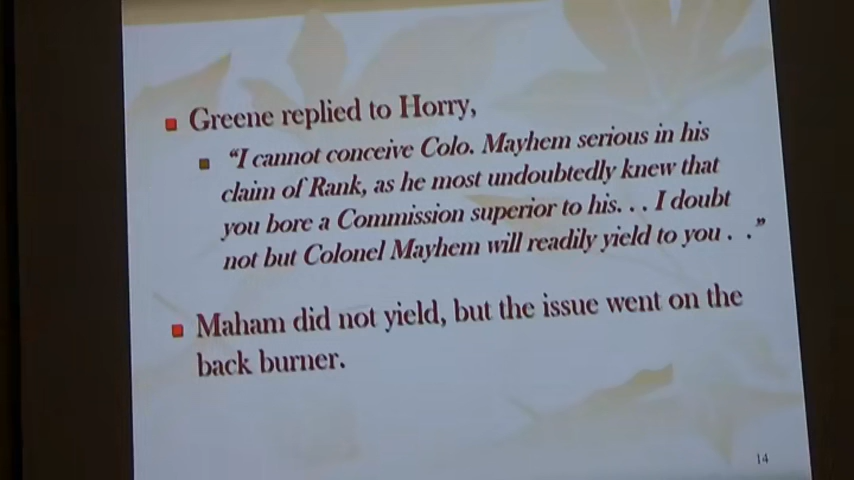 Greene replied to Horry,
“I cannot conceive Colo. Mayhem serious in his
claim of Rank, as he most undoubtedly knew that
you bore a Commission superior to his. . . I doubt
not but Colonel Mayhem will readily yield to you . .”
Maham did not yield, but the issue went on the
back burner.
14